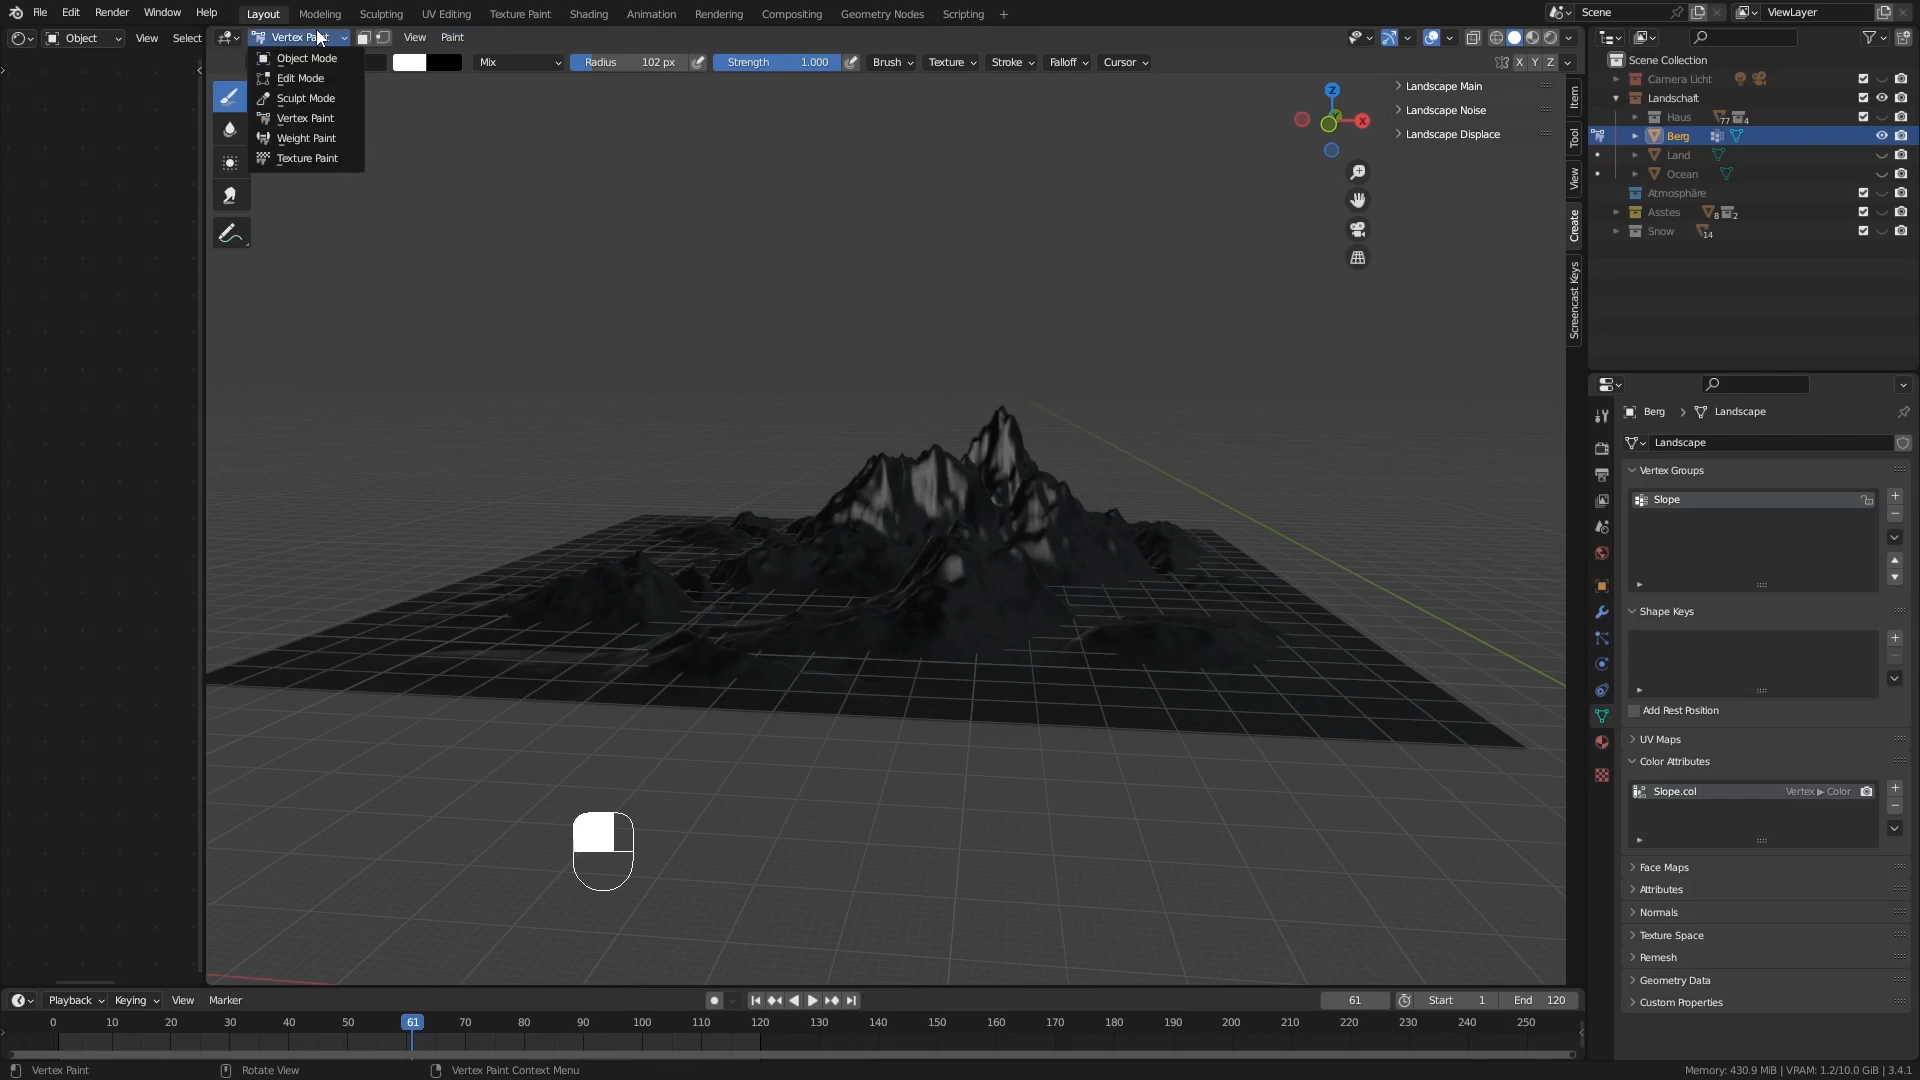 File Edit Render Window Help Layout Modeling Sculpting UV Editing Texture Paint Shading Animation Rendering Compositing Geometry Nodes Scripting + Scene ViewLayer
Object View Select Vertex Paint View Paint
Mix Radius 102 px Strength 1.000 Brush Texture Stroke Falloff Cursor X Y Z
Object Mode
Edit Mode
Sculpt Mode
Vertex Paint
Weight Paint
Texture Paint
Z
X
Landscape Main
Landscape Noise
Landscape Displace
Item
Tool
View
Create
Screencast Keys
Scene Collection
Camera Licht
Landschaft
Haus 77 4
Berg
Land
Ocean
Atmosphäre
Asstes 8 2
Snow 14
Berg > Landscape
Landscape
Vertex Groups
Slope
Shape Keys
Add Rest Position
UV Maps
Color Attributes
Slope.col Vertex ▸ Color
Face Maps
Attributes
Normals
Texture Space
Remesh
Geometry Data
Custom Properties
Playback Keying View Marker 61 Start 1 End 120
0 10 20 30 40 50 61 70 80 90 100 110 120 130 140 150 160 170 180 190 200 210 220 230 240 250
Vertex Paint Rotate View Vertex Paint Context Menu Memory: 430.9 MiB | VRAM: 1.2/10.0 GiB | 3.4.1